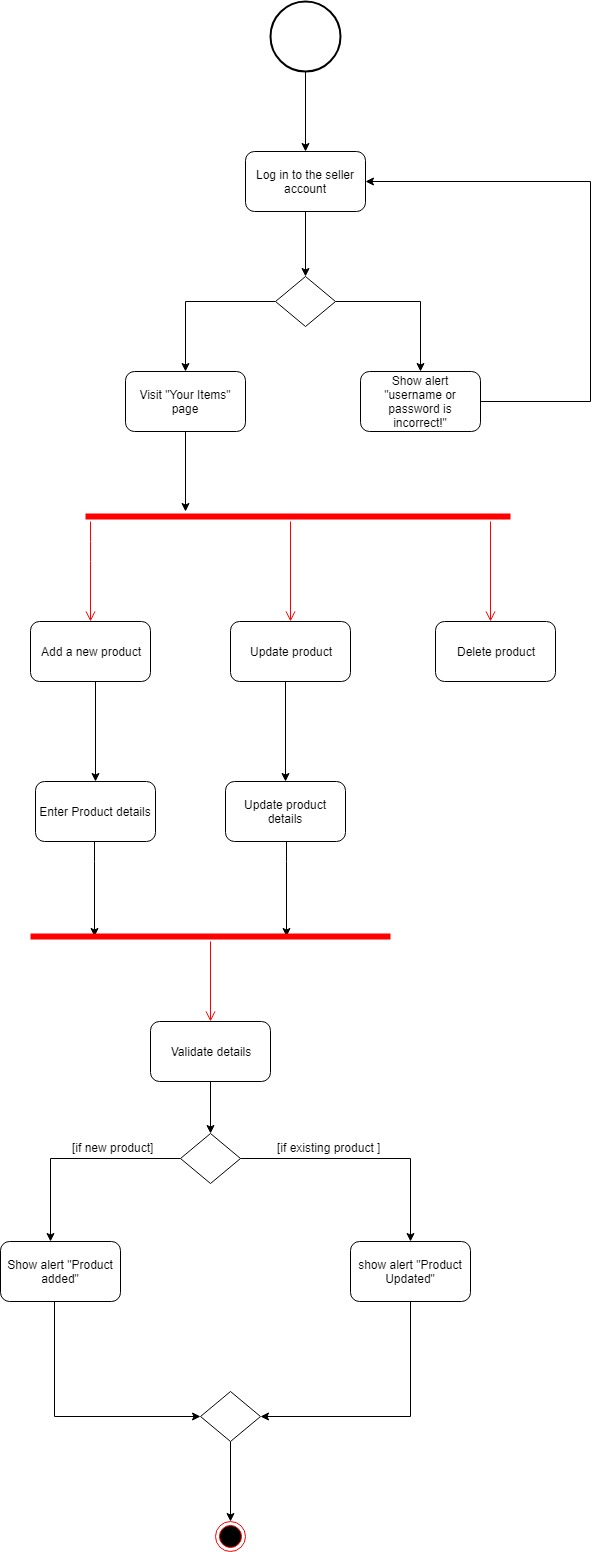 Log in to the seller
account
Visit "Your Items"
page
Show alert
"username or
password is
incorrect!"
Add a new product
Update product
Delete product
Enter Product details
Update product
details
Validate details
[if new product]
[if existing product ]
Show alert "Product
added"
show alert "Product
Updated"